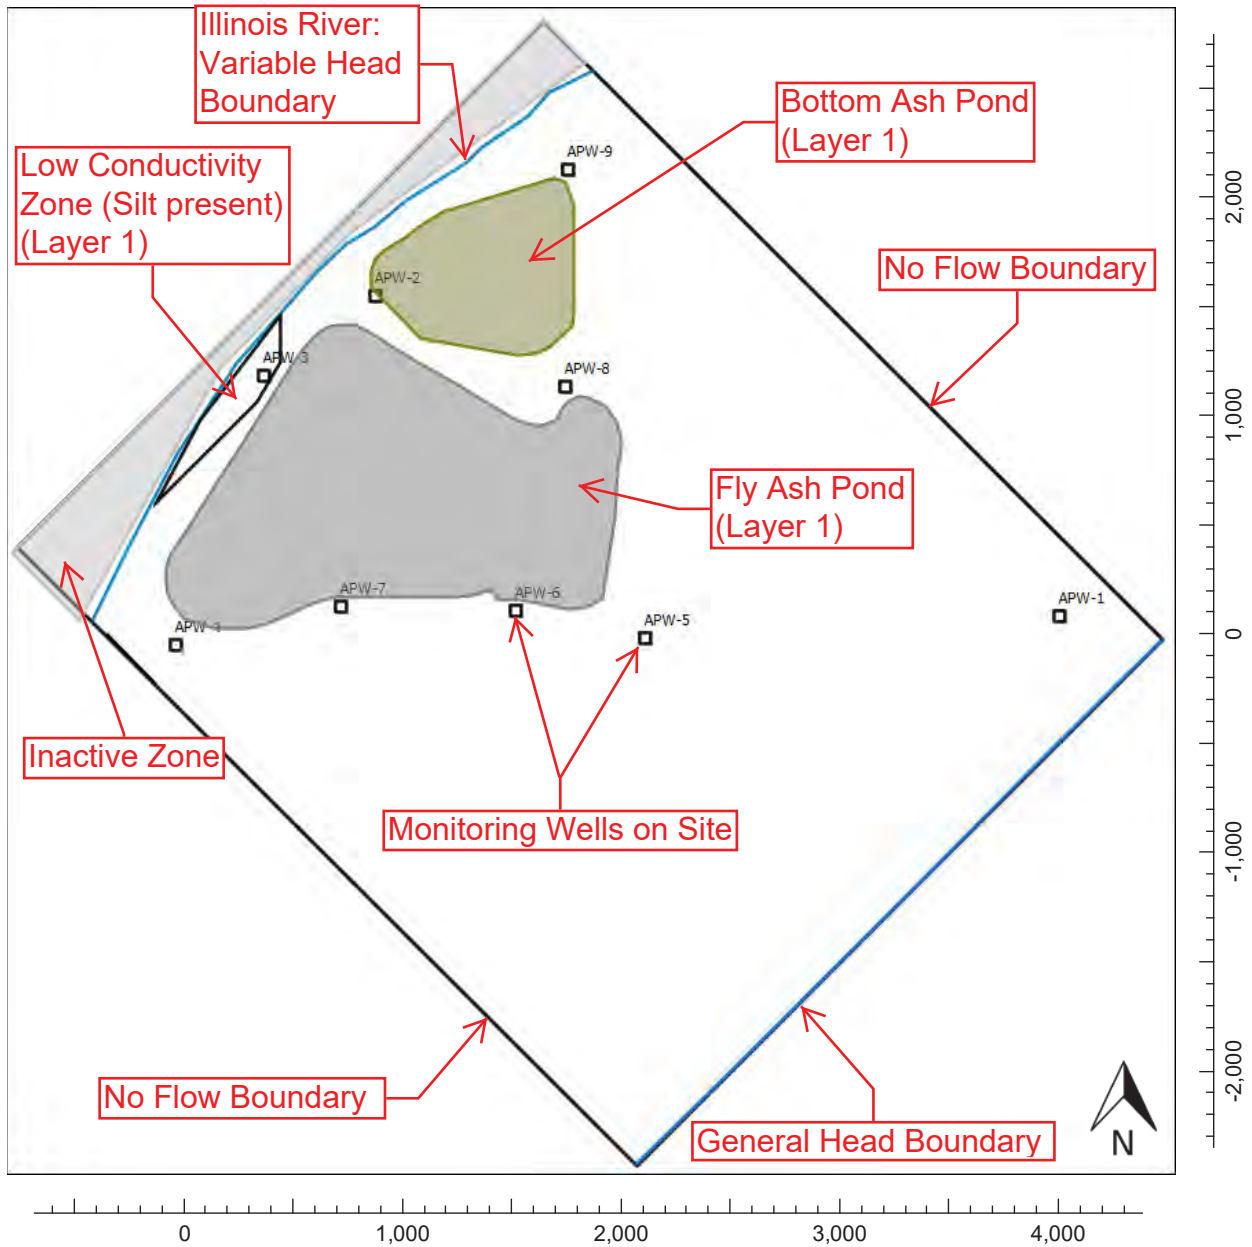 Illinois River:
Variable Head
Boundary
Bottom Ash Pond
(Layer 1)
APW-9
Low Conductivity
Zone (Silt present)
(Layer 1)
2,000
No Flow Boundary
APW-2
APW-3
APW-8
1,000
Fly Ash Pond
(Layer 1)
APW-7
APW-6
APW-1
APW-5
0
Inactive Zone
Monitoring Wells on Site
-1,000
No Flow Boundary
-2,000
General Head Boundary
N
0
1,000
2,000
3,000
4,000